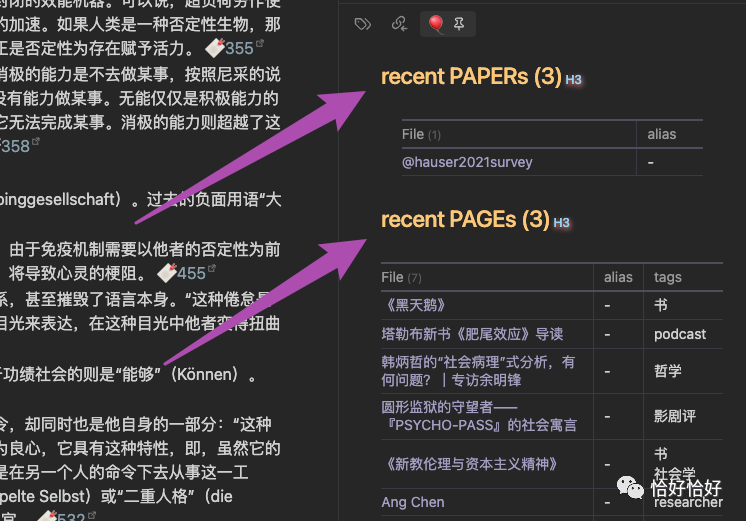 封闭的效能机器。可以说，超负荷劳作使
的加速。如果人类是一种否定性生物，那
正是否定性为存在赋予活力。 355
消极的能力是不去做某事，按照尼采的说
没有能力做某事。无能仅仅是积极能力的
它无法完成某事。消极的能力则超越了这
358
pinggesellschaft）。过去的负面用语“大
由于免疫机制需要以他者的否定性为前
将导致心灵的梗阻。 455
系，甚至摧毁了语言本身。“这种倦怠是
目光来表达，在这种目光中他者变得扭曲
于功绩社会的则是“能够”（Können）。
令，却同时也是他自身的一部分：“这种
为良心，它具有这种特性，即，虽然它的
是在另一个人的命令下去从事这一工
pelte Selbst）或“二重人格”（die
532
recent PAPERs (3) H3
File (1) alias
@hauser2021survey -
recent PAGEs (3) H3
File (7) alias tags
《黑天鹅》 - 书
塔勒布新书《肥尾效应》导读 - podcast
韩炳哲的“社会病理”式分析，有
何问题？｜专访余明锋 - 哲学
圆形监狱的守望者——
『PSYCHO-PASS』的社会寓言 - 影剧评
《新教伦理与资本主义精神》 - 书
社会学
Ang Chen - researcher
恰好恰好